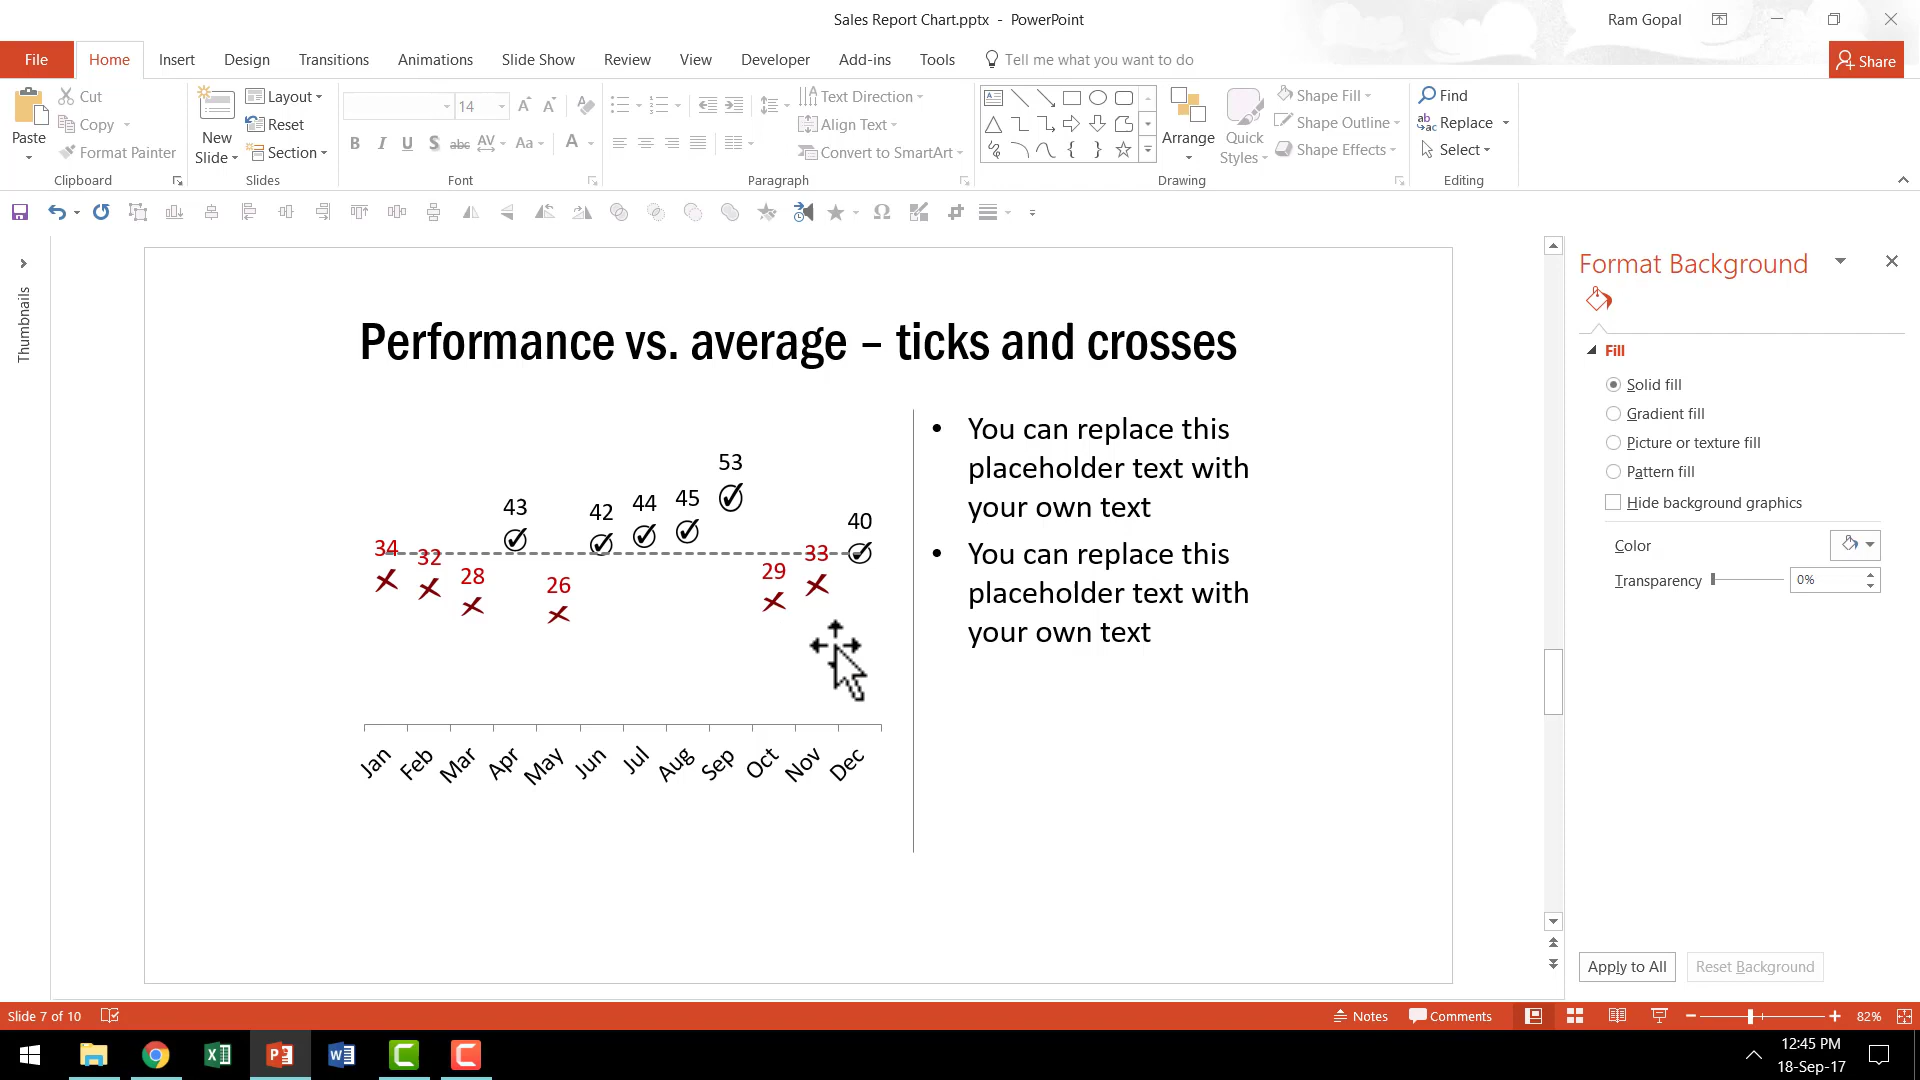 Sales Report Chart.pptx - PowerPoint
Ram Gopal
File Home Insert Design Transitions Animations Slide Show Review View Developer Add-ins Tools Tell me what you want to do
Share
Paste
Cut
Copy
Format Painter
Clipboard
New Slide
Layout
Reset
Section
Slides
14
B I U S abc AV Aa A
Font
Text Direction
Align Text
Convert to SmartArt
Paragraph
Arrange
Quick Styles
Shape Fill
Shape Outline
Shape Effects
Drawing
Find
Replace
Select
Editing
Thumbnails
Performance vs. average – ticks and crosses
34
32
28
43
26
42
44
45
53
29
33
40
Jan Feb Mar Apr May Jun Jul Aug Sep Oct Nov Dec
• You can replace this
placeholder text with
your own text
• You can replace this
placeholder text with
your own text
Format Background
Fill
Solid fill
Gradient fill
Picture or texture fill
Pattern fill
Hide background graphics
Color
Transparency 0%
Apply to All
Reset Background
Slide 7 of 10
Notes
Comments
82%
12:45 PM
18-Sep-17